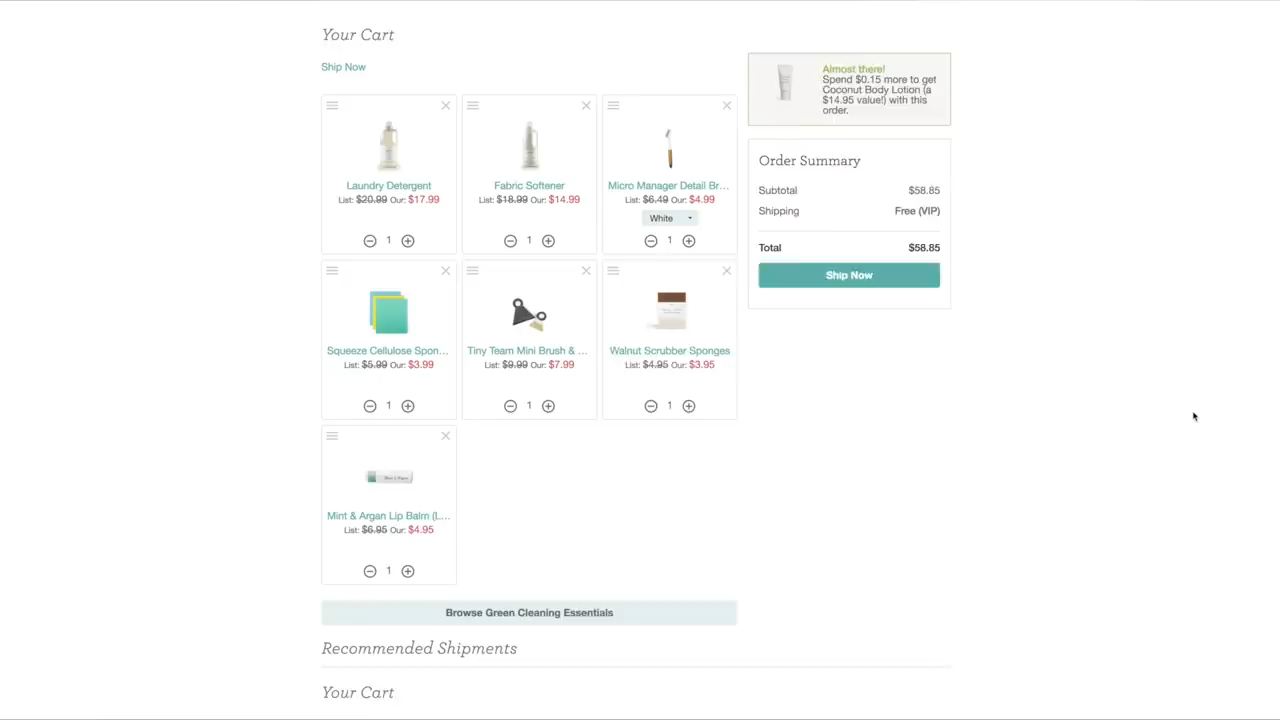 Your Cart
Ship Now
Almost there!
Spend $0.15 more to get
Coconut Body Lotion (a
$14.95 value!) with this
order.
Laundry Detergent
List: $20.99 Our: $17.99
1
Fabric Softener
List: $18.99 Our: $14.99
1
Micro Manager Detail Br...
List: $6.49 Our: $4.99
White
1
Order Summary
Subtotal $58.85
Shipping Free (VIP)
Total $58.85
Ship Now
Squeeze Cellulose Spon...
List: $5.99 Our: $3.99
1
Tiny Team Mini Brush & ...
List: $9.99 Our: $7.99
1
Walnut Scrubber Sponges
List: $4.95 Our: $3.95
1
Mint & Argan Lip Balm (L...
List: $6.95 Our: $4.95
1
Browse Green Cleaning Essentials
Recommended Shipments
Your Cart